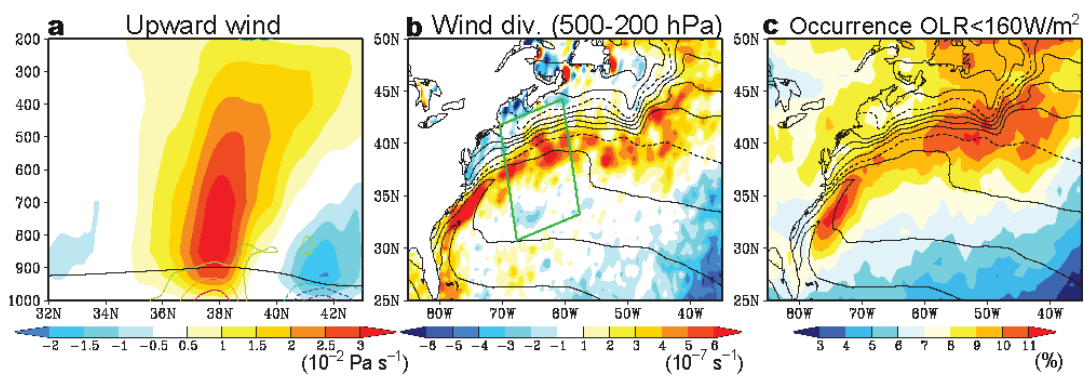 a Upward wind
200
300
400
500
600
700
800
900
1000
32N 34N 36N 38N 40N 42N
-2 -1 -0.5 0.5 1 1.5 2 2.5 3
(10⁻² Pa s⁻¹)
b Wind div. (500-200 hPa)
50N
45N
40N
35N
30N
25N
80W 70W 60W 50W 40W
-6 -5 -4 -3 -2 -1 1 2 3 4 5 6
(10⁻⁷ s⁻¹)
c Occurrence OLR<160W/m²
50N
45N
40N
35N
30N
25N
80W 70W 60W 50W 40W
3 4 5 6 7 8 9 10 11
(%)